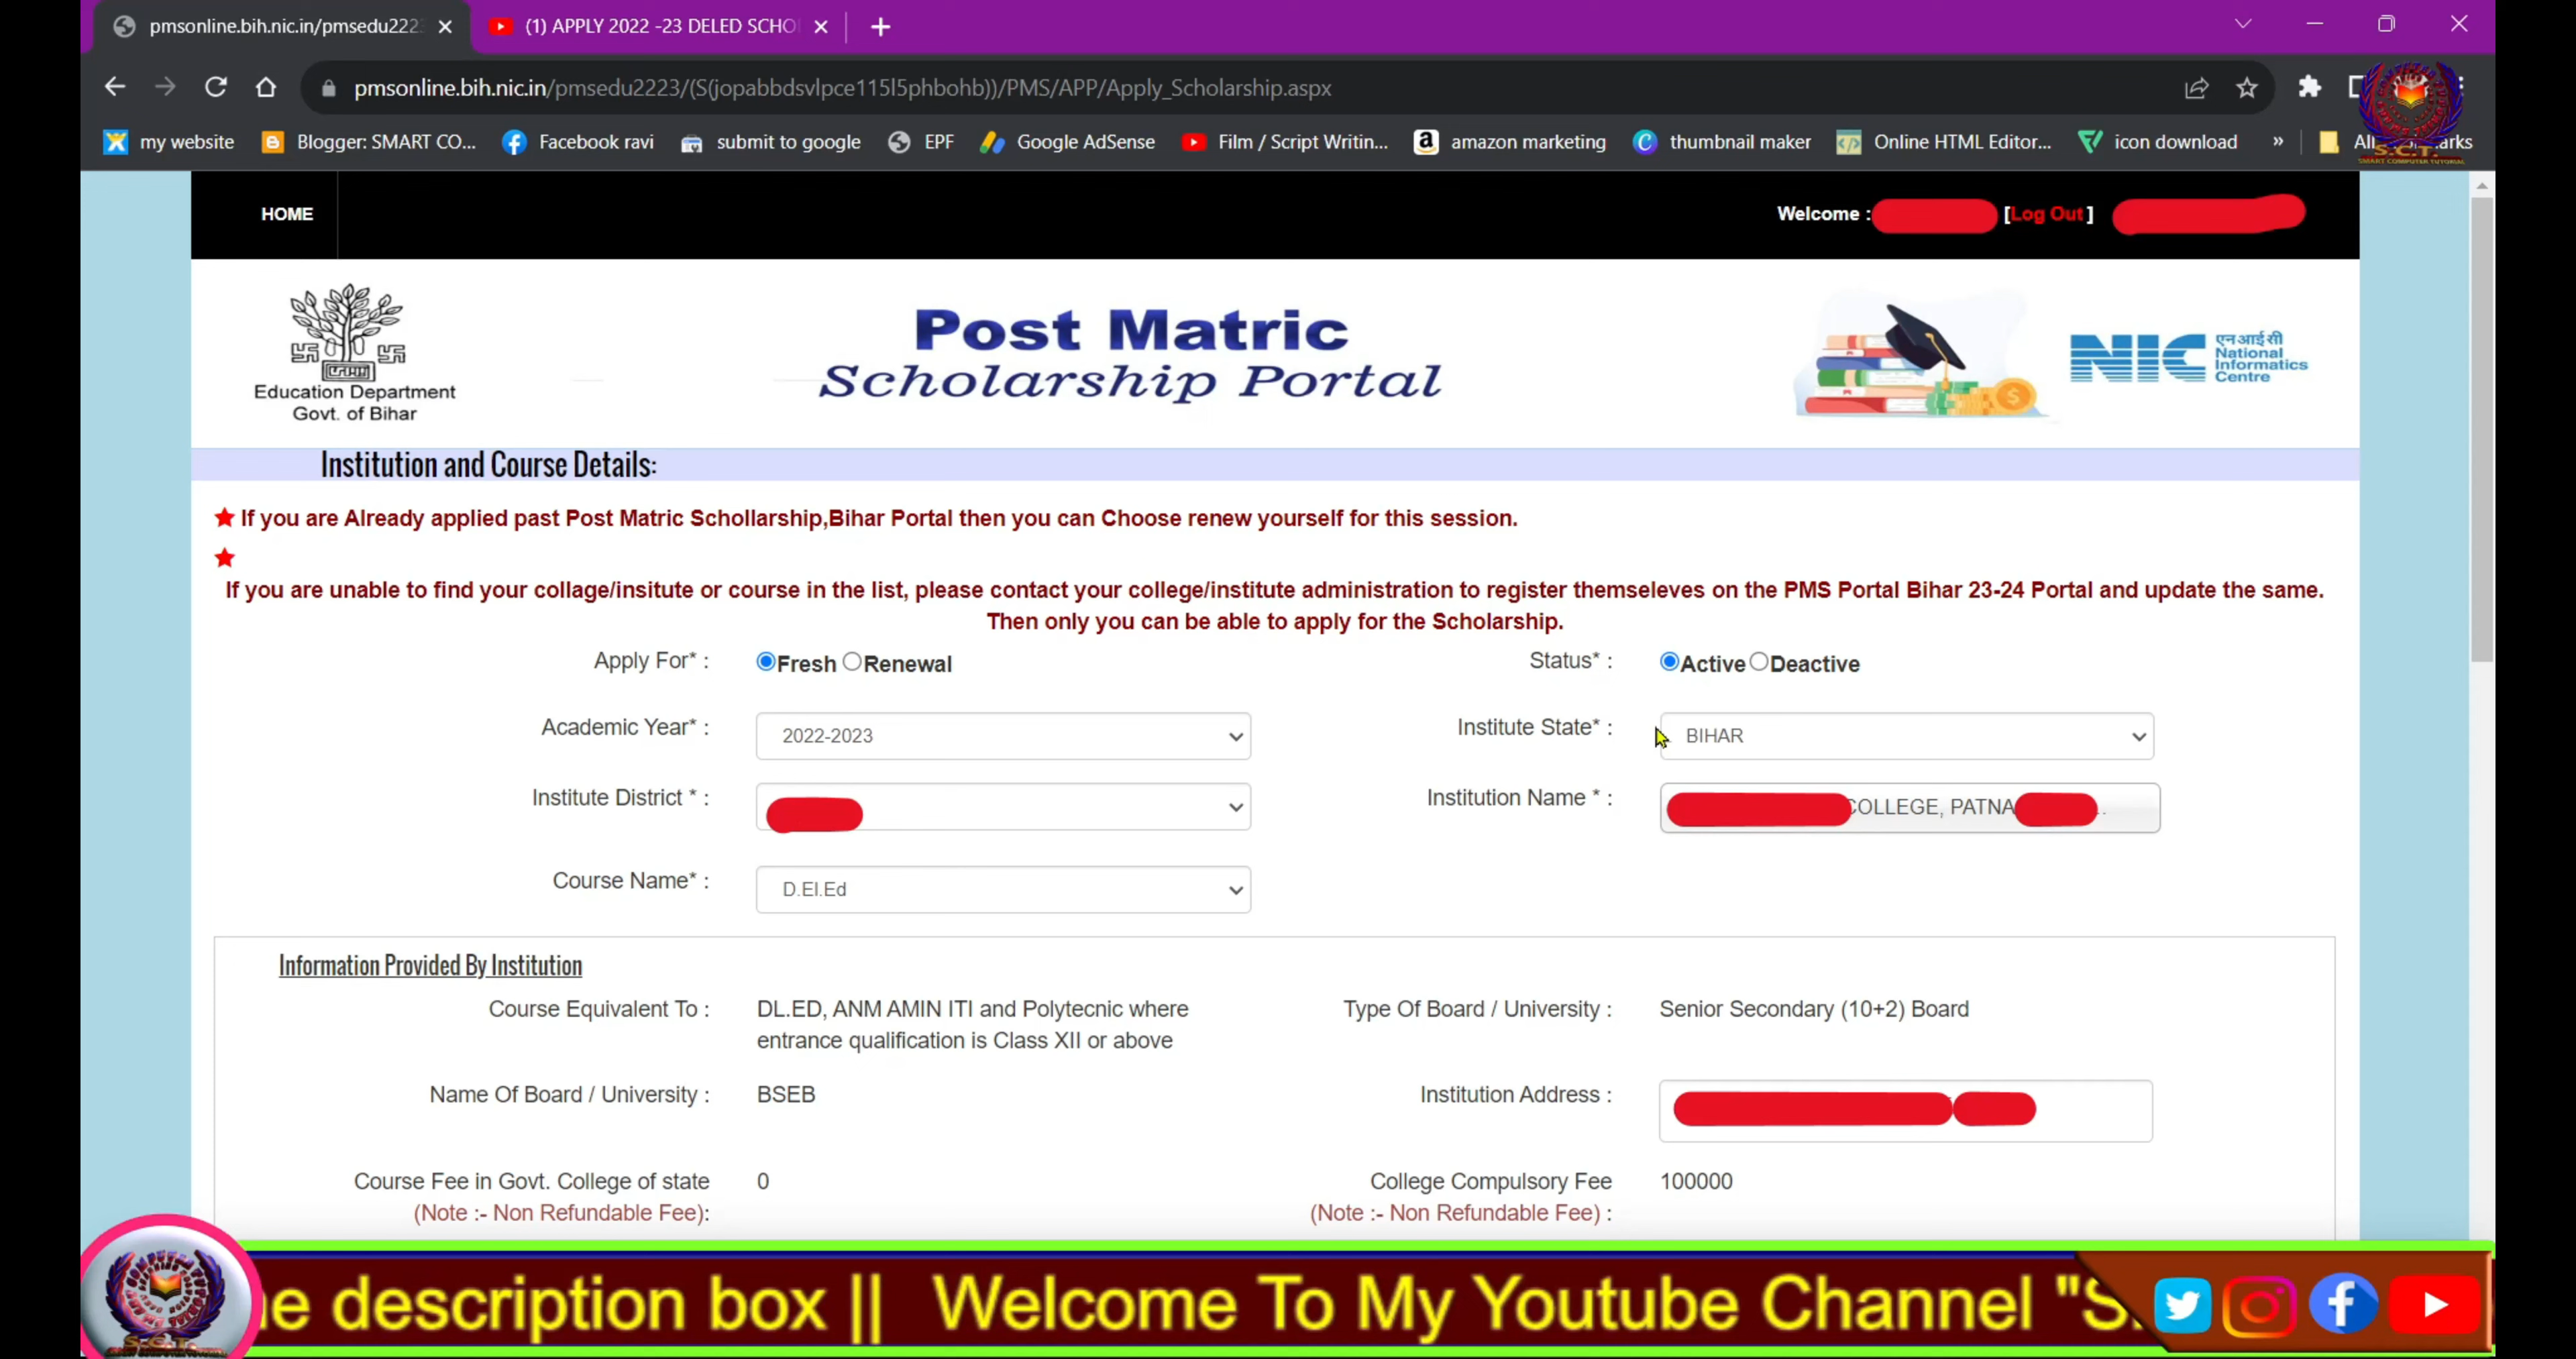 pmsonline.bih.nic.in/pmsedu222
(1) APPLY 2022 -23 DELED SCHO
pmsonline.bih.nic.in/pmsedu2223/(S(jopabbdsvlpce115l5phbohb))/PMS/APP/Apply_Scholarship.aspx
my website
Blogger: SMART CO...
Facebook ravi
submit to google
EPF
Google AdSense
Film / Script Writin...
amazon marketing
thumbnail maker
Online HTML Editor...
icon download
»
S.C.T.
SMART COMPUTER TUTORIAL
HOME
Welcome :
[Log Out]
Education Department
Govt. of Bihar
Post Matric
Scholarship Portal
NIC
एन आई सी
National
Informatics
Centre
Institution and Course Details:
If you are Already applied past Post Matric Schollarship,Bihar Portal then you can Choose renew yourself for this session.
If you are unable to find your collage/insitute or course in the list, please contact your college/institute administration to register themseleves on the PMS Portal Bihar 23-24 Portal and update the same.
Then only you can be able to apply for the Scholarship.
Apply For* : Fresh Renewal
Status* : Active Deactive
Academic Year* : 2022-2023
Institute State* : BIHAR
Institute District * :
Institution Name * : COLLEGE, PATNA
Course Name* : D.El.Ed
Information Provided By Institution
Course Equivalent To : DL.ED, ANM AMIN ITI and Polytecnic where
entrance qualification is Class XII or above
Type Of Board / University : Senior Secondary (10+2) Board
Name Of Board / University : BSEB
Institution Address :
Course Fee in Govt. College of state 0
(Note :- Non Refundable Fee):
College Compulsory Fee 100000
(Note :- Non Refundable Fee) :
S.C.T.
he description box || Welcome To My Youtube Channel "S